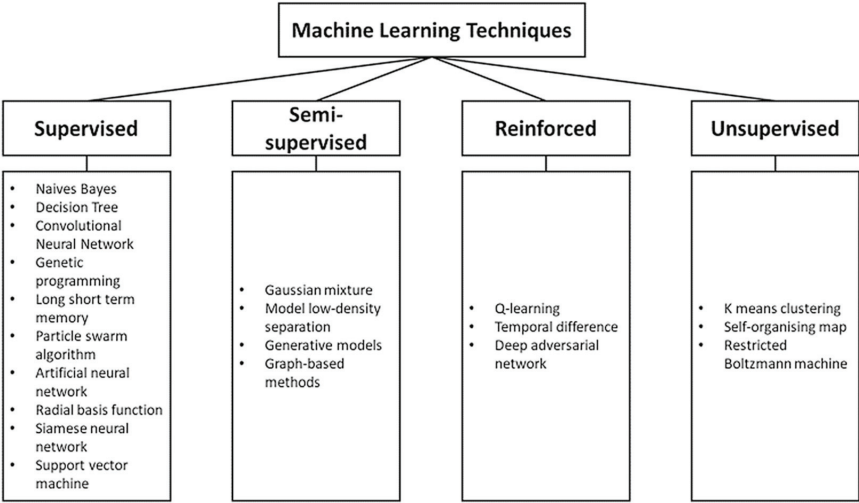 Machine Learning Techniques
Supervised
Semi-
supervised
Reinforced
Unsupervised
• Naives Bayes
• Decision Tree
• Convolutional
Neural Network
• Genetic
programming
• Long short term
memory
• Particle swarm
algorithm
• Artificial neural
network
• Radial basis function
• Siamese neural
network
• Support vector
machine
• Gaussian mixture
• Model low-density
separation
• Generative models
• Graph-based
methods
• Q-learning
• Temporal difference
• Deep adversarial
network
• K means clustering
• Self-organising map
• Restricted
Boltzmann machine